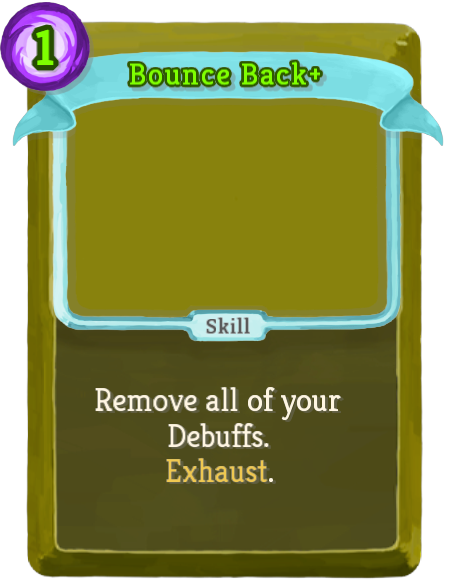 1
Bounce Back+
Skill
Remove all of your
Debuffs.
Exhaust.